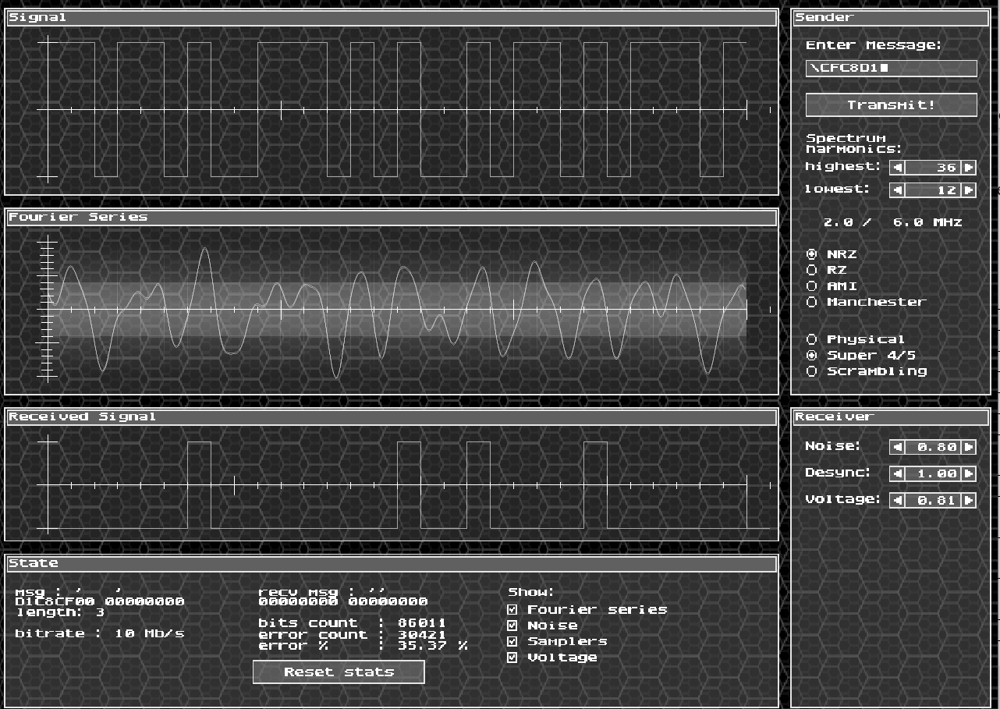 Signal
Sender
Enter Message:
\CFC8D1
Transmit!
Spectrum
harmonics:
highest: 36
lowest: 12
2.0 / 6.0 MHz
NRZ
RZ
AMI
Manchester
Physical
Super 4/5
Scrambling
Fourier Series
Received Signal
Receiver
Noise: 0.80
Desync: 1.00
Voltage: 0.81
State
msg : ' '
D1C8CF00 00000000
length: 3
bitrate : 10 Mb/s
recv msg : ''
00000000 00000000
bits count : 86011
error count : 30421
error % : 35.37 %
Reset stats
Show:
Fourier series
Noise
Samplers
Voltage